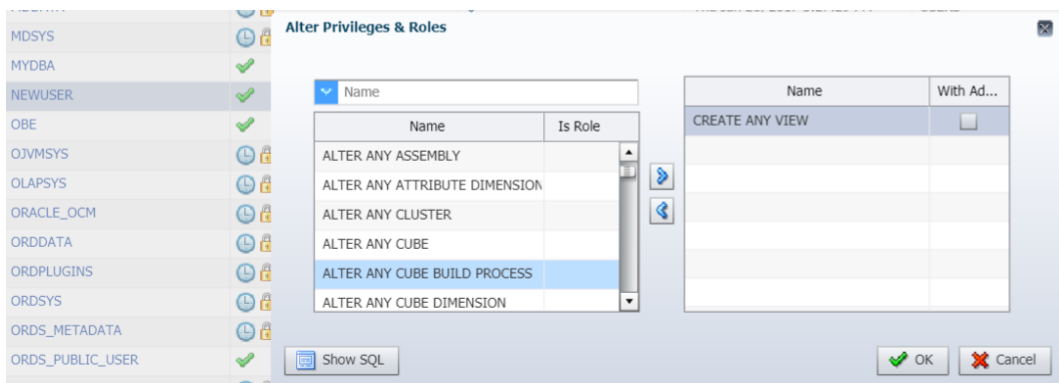 Alter Privileges & Roles
MDSYS
MYDBA
NEWUSER
OBE
OJVMSYS
OLAPSYS
ORACLE_OCM
ORDDATA
ORDPLUGINS
ORDSYS
ORDS_METADATA
ORDS_PUBLIC_USER
Name
Name Is Role
ALTER ANY ASSEMBLY
ALTER ANY ATTRIBUTE DIMENSION
ALTER ANY CLUSTER
ALTER ANY CUBE
ALTER ANY CUBE BUILD PROCESS
ALTER ANY CUBE DIMENSION
Name With Ad...
CREATE ANY VIEW
Show SQL
OK
Cancel